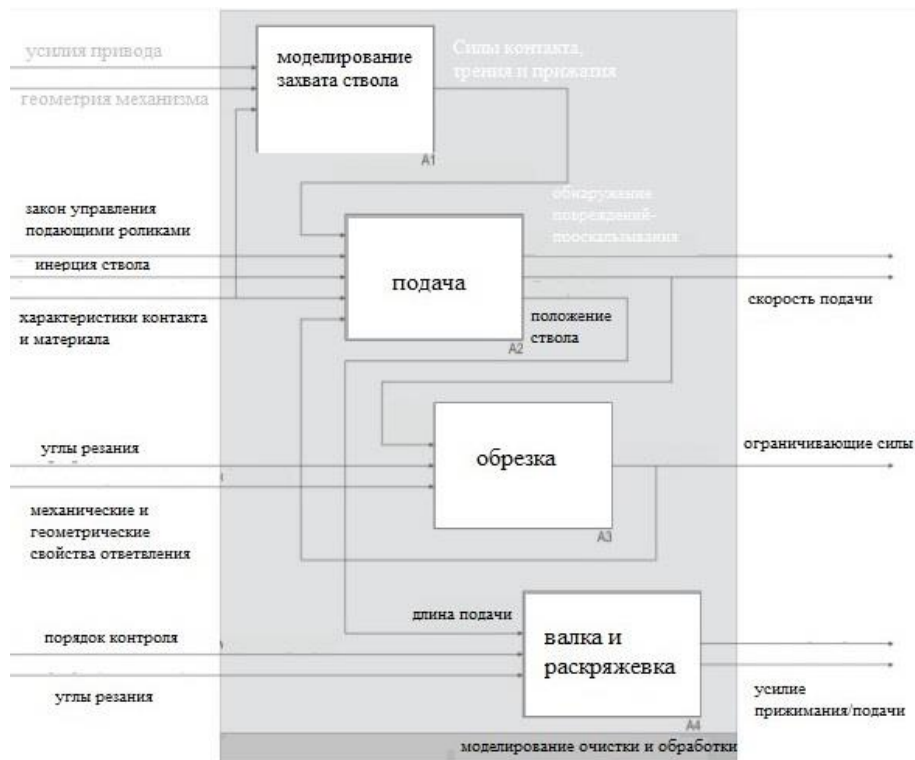 усилия привода
геометрия механизма
моделирование
захвата ствола
A1
Силы контакта,
трения и прижатия
закон управления
подающими роликами
инерция ствола
характеристики контакта
и материала
подача
A2
обнаружение
повреждений-
пооскалзывания
положение
ствола
скорость подачи
углы резания
механические и
геометрические
свойства ответвления
обрезка
A3
ограничивающие силы
длина подачи
порядок контроля
углы резания
валка и
раскряжевка
A4
усилие
прижимания/подачи
моделирование очистки и обработки